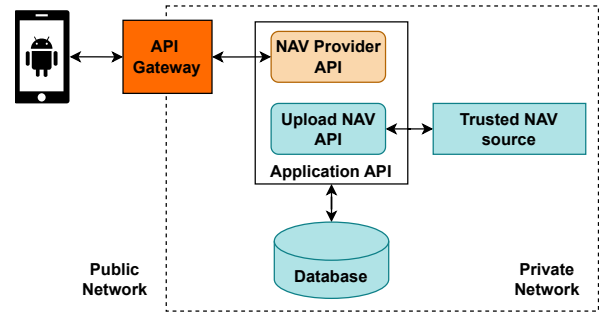 API
Gateway
NAV Provider
API
Upload NAV
API
Trusted NAV
source
Application API
Database
Public
Network
Private
Network